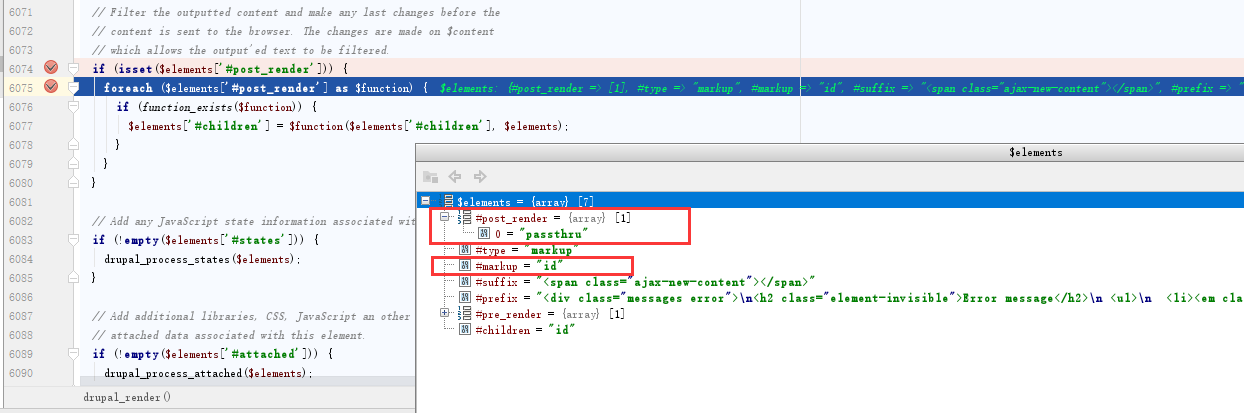 6071 // Filter the outputted content and make any last changes before the
6072 // content is sent to the browser. The changes are made on $content
6073 // which allows the output'ed text to be filtered.
6074 if (isset($elements['#post_render'])) {
6075 foreach ($elements['#post_render'] as $function) { $elements: {#post_render => [1], #type => "markup", #markup => "id", #suffix => "<span class="ajax-new-content"></span>", #prefix => "
6076 if (function_exists($function)) {
6077 $elements['#children'] = $function($elements['#children'], $elements);
6078 }
6079 }
6080 }
6081
6082 // Add any JavaScript state information associated wit
6083 if (!empty($elements['#states'])) {
6084 drupal_process_states($elements);
6085 }
6086
6087 // Add additional libraries, CSS, JavaScript an other
6088 // attached data associated with this element.
6089 if (!empty($elements['#attached'])) {
6090 drupal_process_attached($elements);
drupal_render()
$elements
$elements = {array} [7]
#post_render = {array} [1]
0 = "passthru"
#type = "markup"
#markup = "id"
#suffix = "<span class="ajax-new-content"></span>"
#prefix = "<div class="messages error">\n<h2 class="element-invisible">Error message</h2>\n <ul>\n  <li><em clas
#pre_render = {array} [1]
#children = "id"